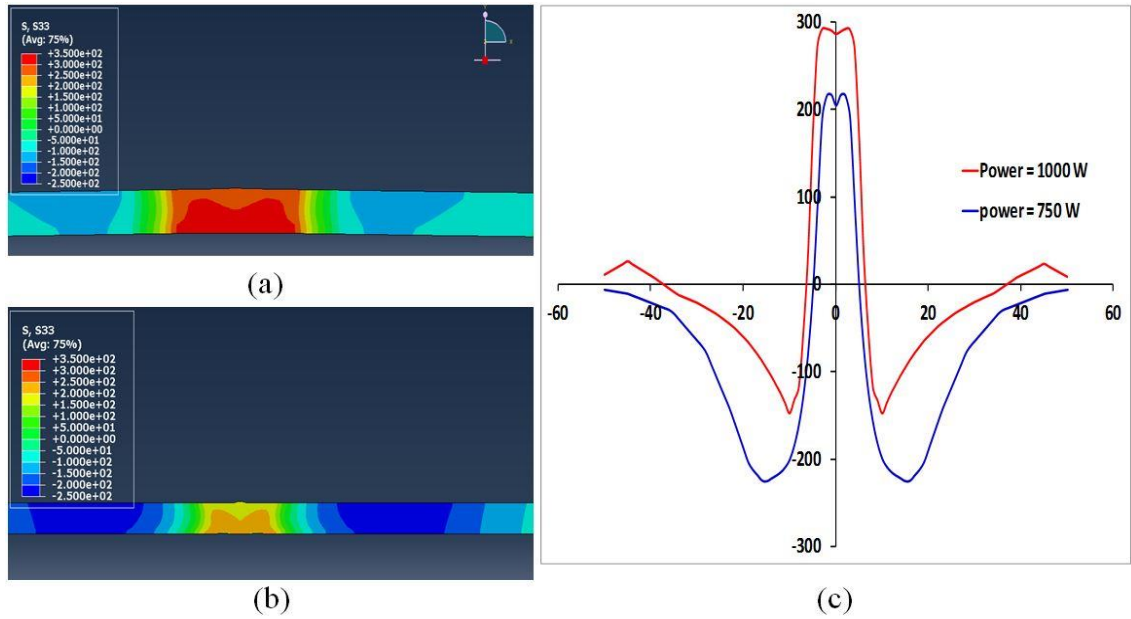 S, S33
(Avg: 75%)
+3.500e+02
+3.000e+02
+2.500e+02
+2.000e+02
+1.500e+02
+1.000e+02
+5.000e+01
+0.000e+00
-5.000e+01
-1.000e+02
-1.500e+02
-2.000e+02
-2.500e+02
(a)
S, S33
(Avg: 75%)
+3.500e+02
+3.000e+02
+2.500e+02
+2.000e+02
+1.500e+02
+1.000e+02
+5.000e+01
+0.000e+00
-5.000e+01
-1.000e+02
-1.500e+02
-2.000e+02
-2.500e+02
(b)
300
200
100
0
-100
-200
-300
-60
-40
-20
0
20
40
60
Power = 1000 W
power = 750 W
(c)